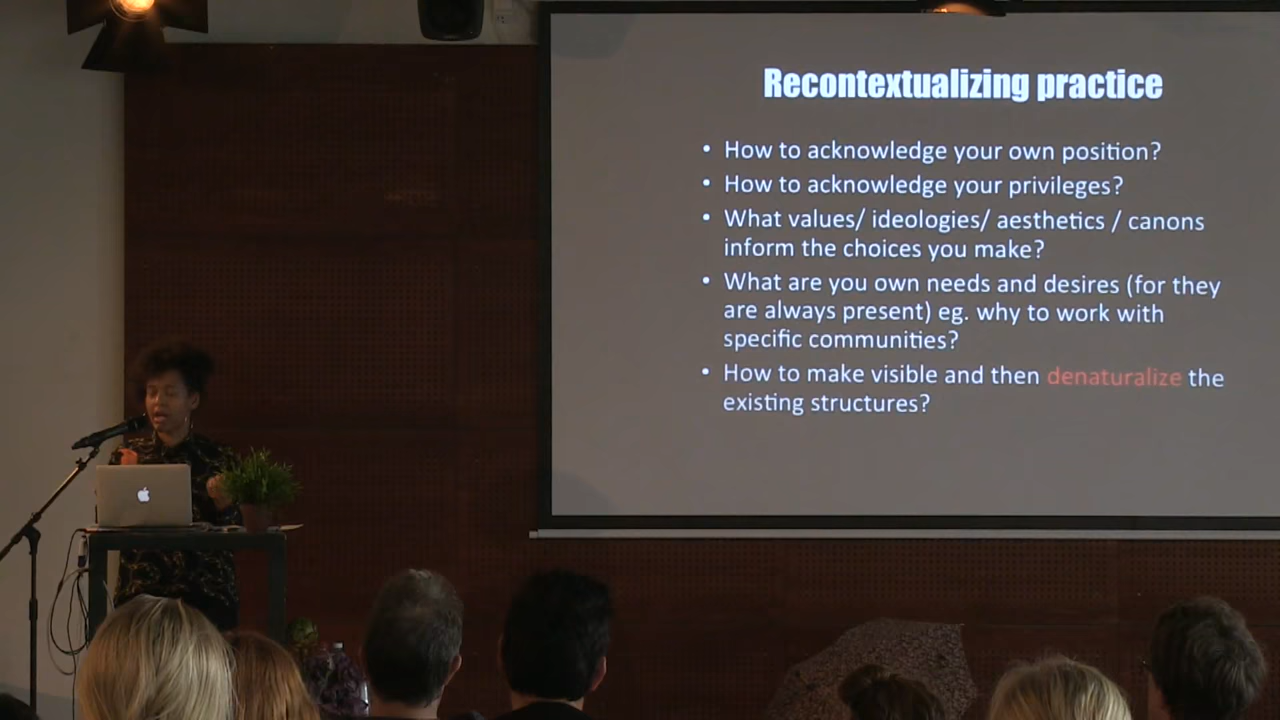 Recontextualizing practice
• How to acknowledge your own position?
• How to acknowledge your privileges?
• What values/ ideologies/ aesthetics / canons
inform the choices you make?
• What are you own needs and desires (for they
are always present) eg. why to work with
specific communities?
• How to make visible and then denaturalize the
existing structures?